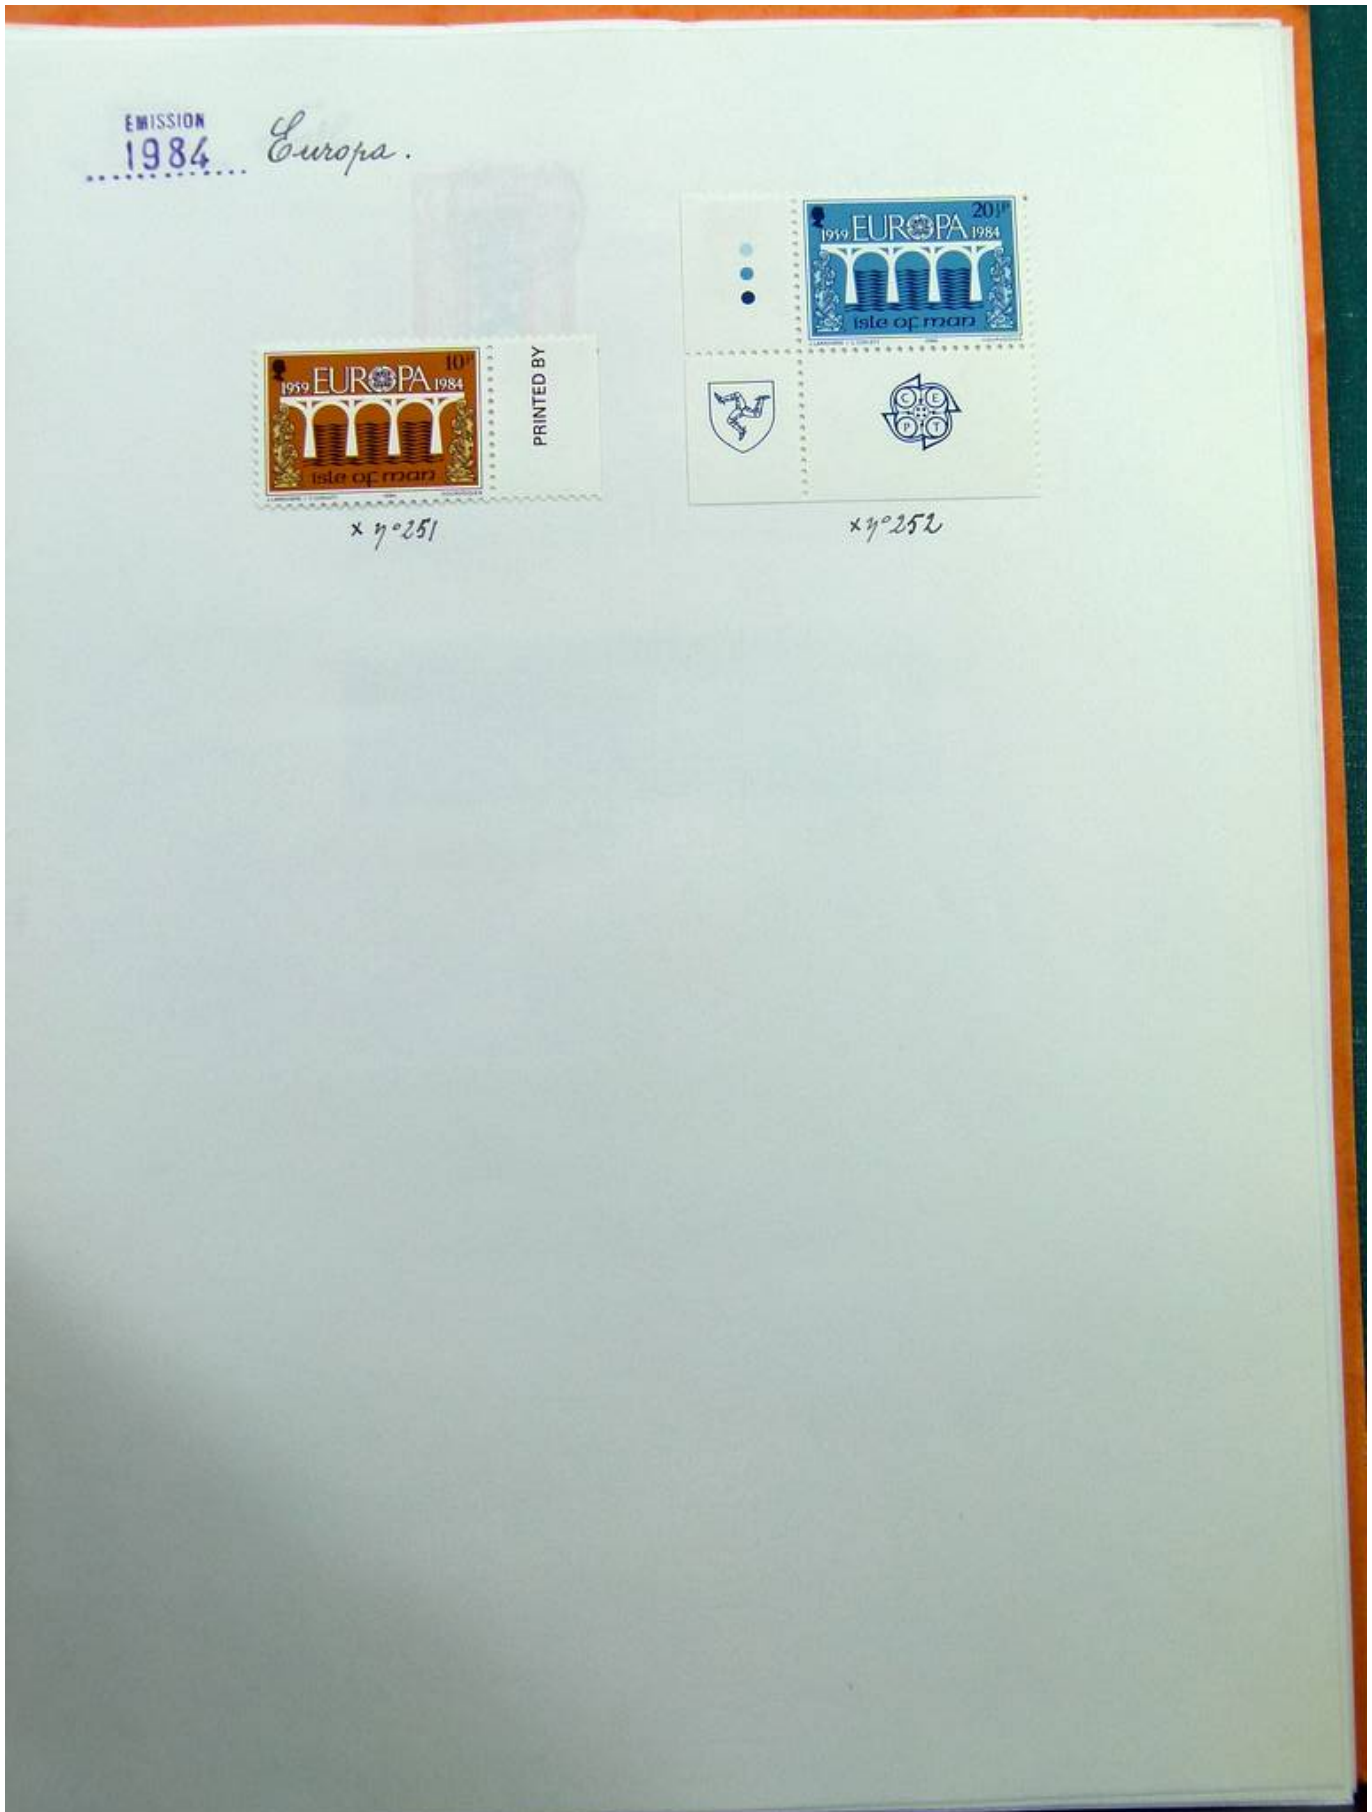 EMISSION
1984 Europa.
20½P
1959 EUROPA 1984
isle of man
10P
1959 EUROPA 1984
isle of man
PRINTED BY
C E
P T
x n°251
x n°252